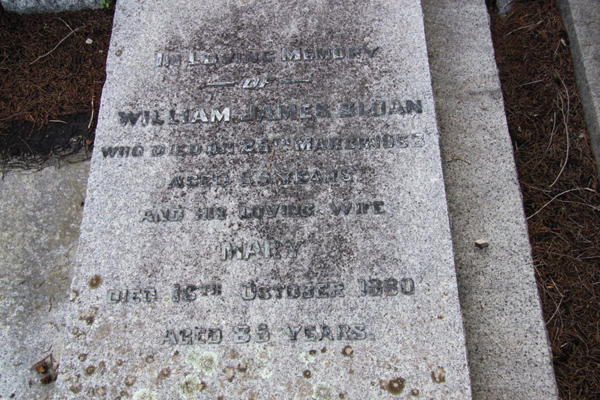 IN LOVING MEMORY
OF
WILLIAM JAMES SLOAN
WHO DIED ON MARCH
AGED YEARS
AND HIS LOVING WIFE
MARY
DIED 16TH OCTOBER
AGED YEARS.